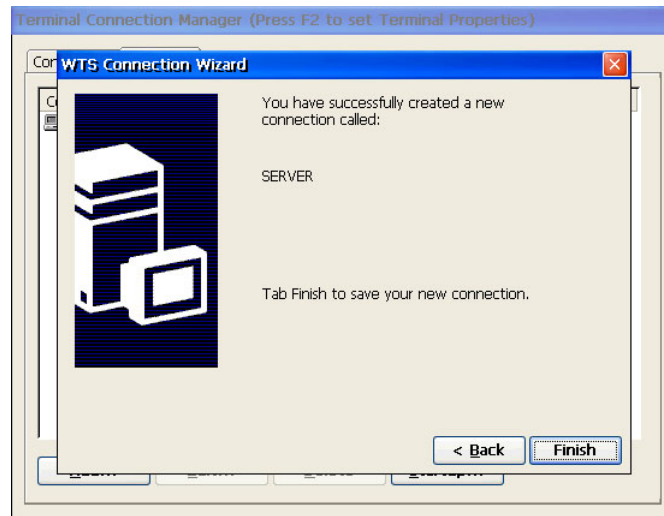 Terminal Connection Manager (Press F2 to set Terminal Properties)
WTS Connection Wizard
You have successfully created a new
connection called:
SERVER
Tab Finish to save your new connection.
< Back
Finish